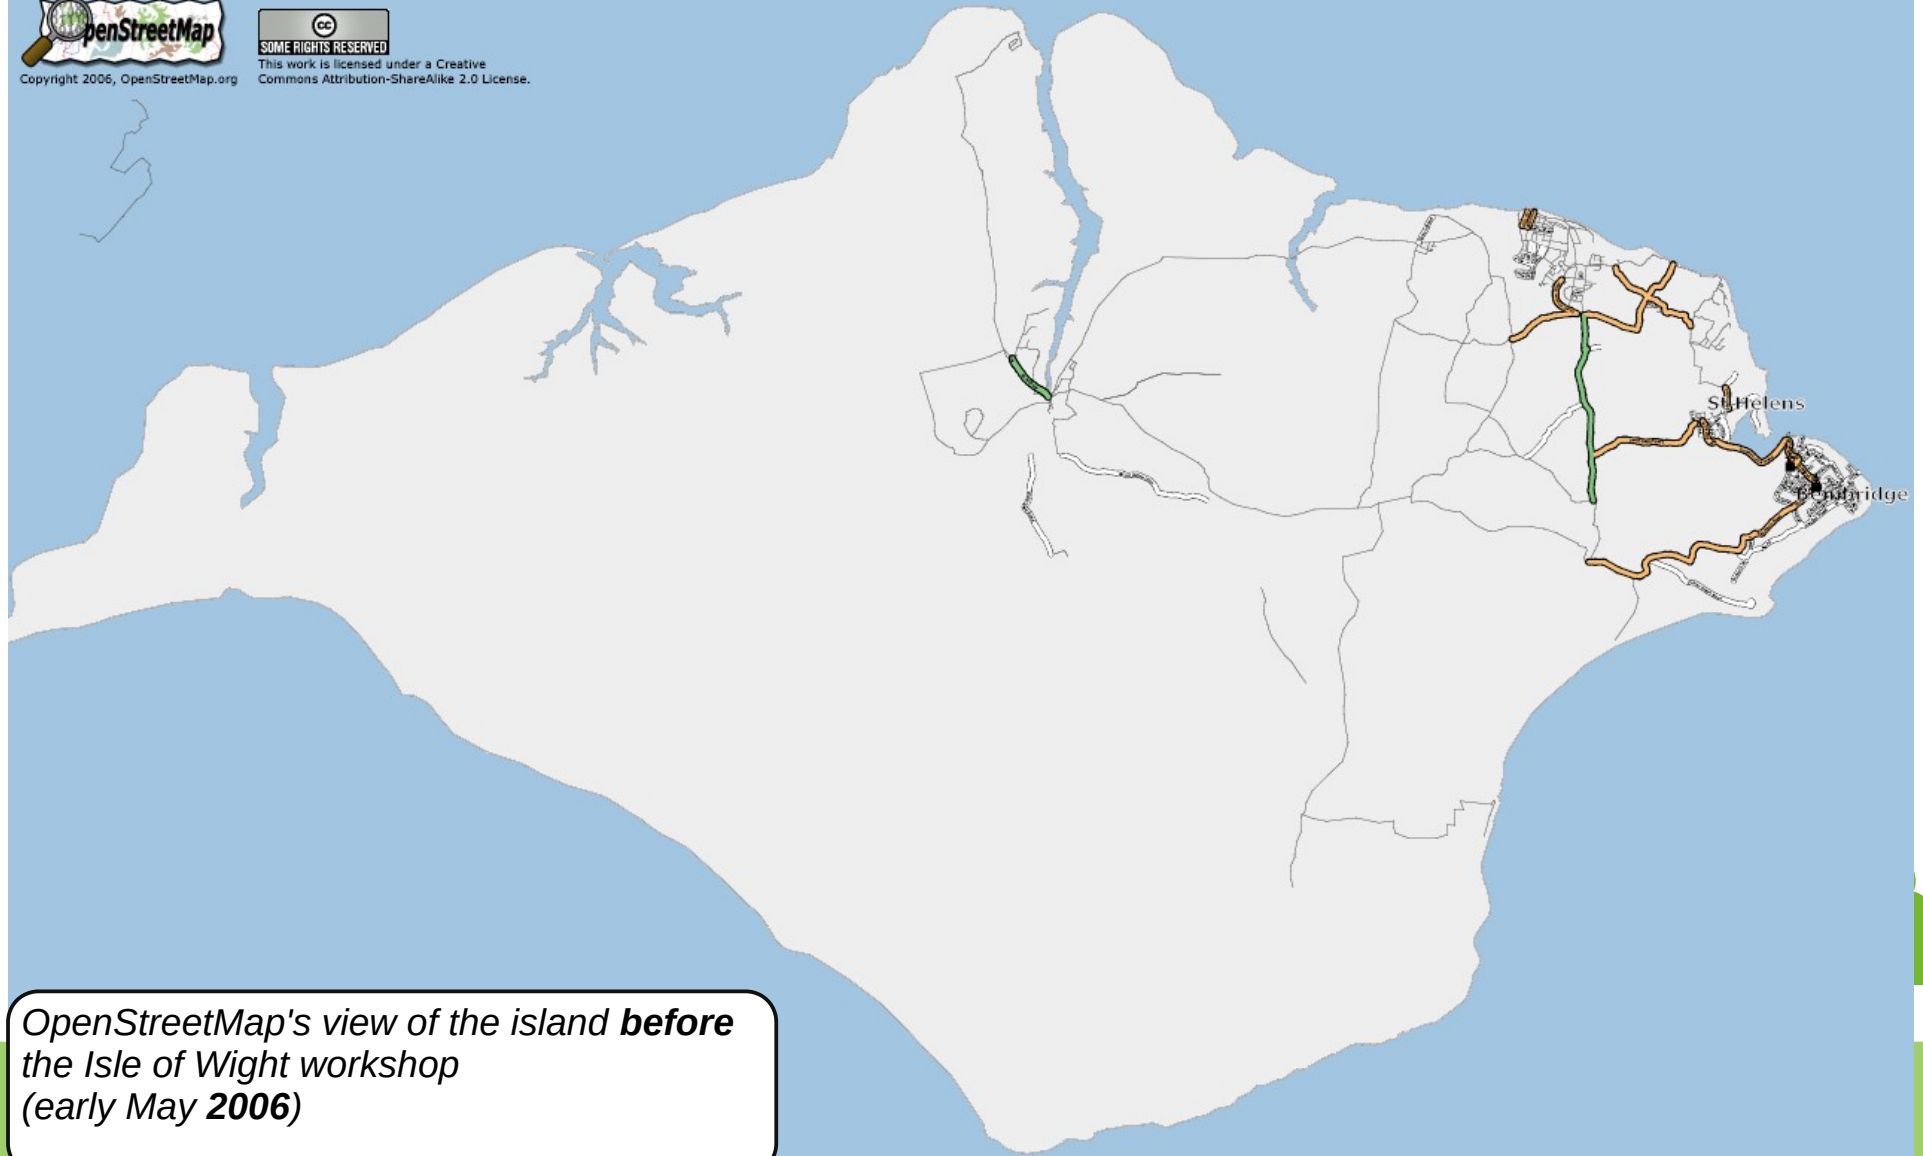 penStreetMap
cc
SOME RIGHTS RESERVED
Copyright 2006, OpenStreetMap.org
This work is licensed under a Creative
Commons Attribution-ShareAlike 2.0 License.
St Helens
Bembridge
OpenStreetMap's view of the island before
the Isle of Wight workshop
(early May 2006)